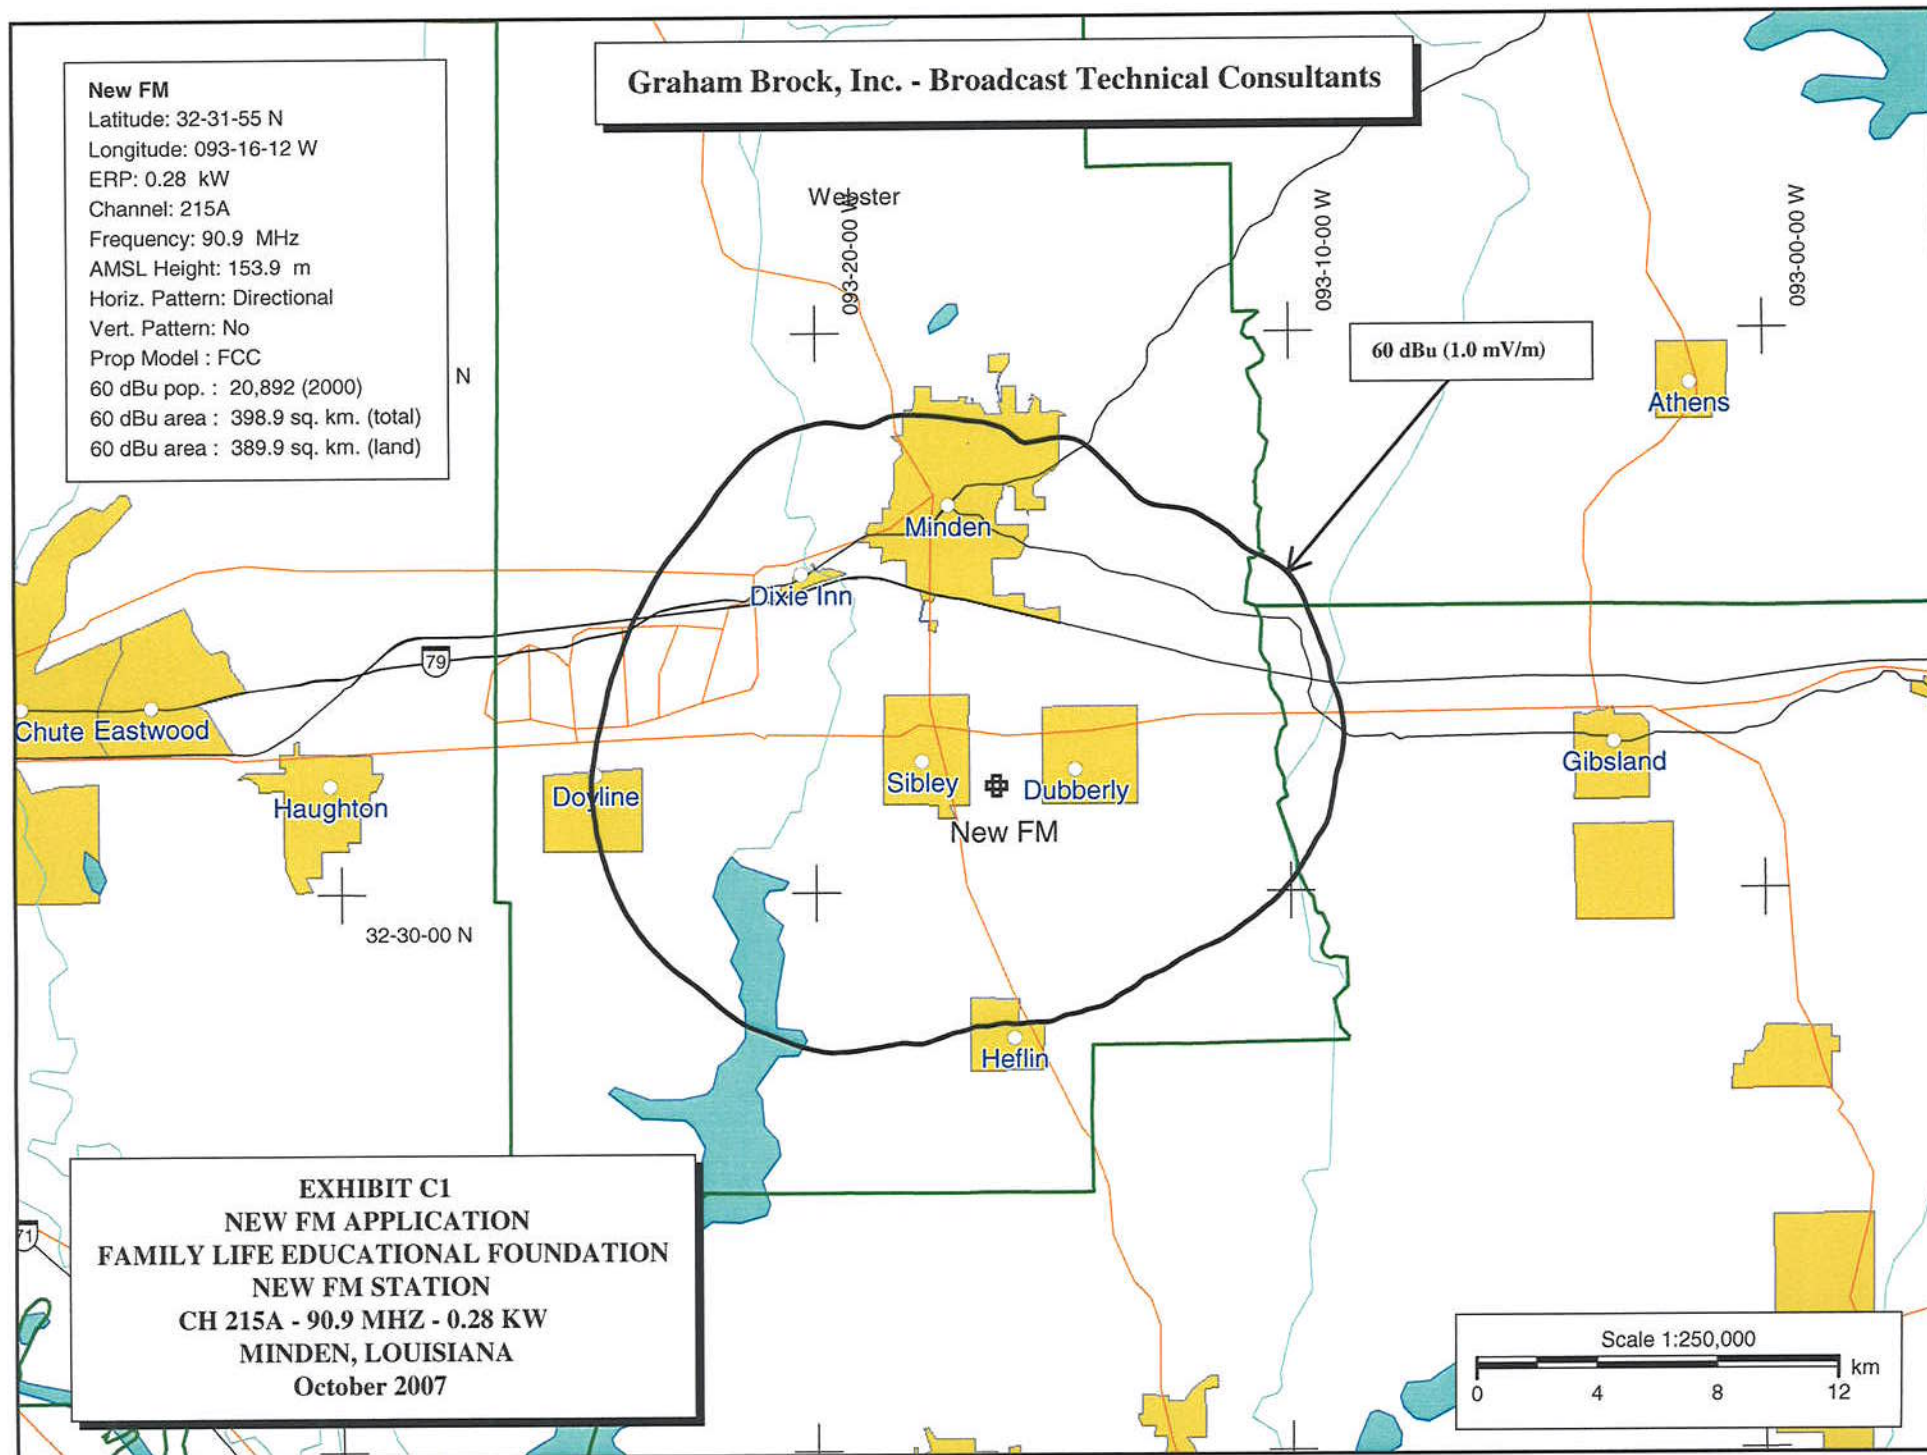 Graham Brock, Inc. - Broadcast Technical Consultants
New FM
Latitude: 32-31-55 N
Longitude: 093-16-12 W
ERP: 0.28 kW
Channel: 215A
Frequency: 90.9 MHz
AMSL Height: 153.9 m
Horiz. Pattern: Directional
Vert. Pattern: No
Prop Model : FCC
60 dBu pop. : 20,892 (2000)
60 dBu area : 398.9 sq. km. (total)
60 dBu area : 389.9 sq. km. (land)
N
Webster
093-20-00 W
093-10-00 W
093-00-00 W
60 dBu (1.0 mV/m)
Athens
Minden
Dixie Inn
79
Chute
Eastwood
Haughton
Doyline
Sibley
Dubberly
New FM
Gibsland
32-30-00 N
Heflin
71
EXHIBIT C1
NEW FM APPLICATION
FAMILY LIFE EDUCATIONAL FOUNDATION
NEW FM STATION
CH 215A - 90.9 MHZ - 0.28 KW
MINDEN, LOUISIANA
October 2007
Scale 1:250,000
km
0 4 8 12